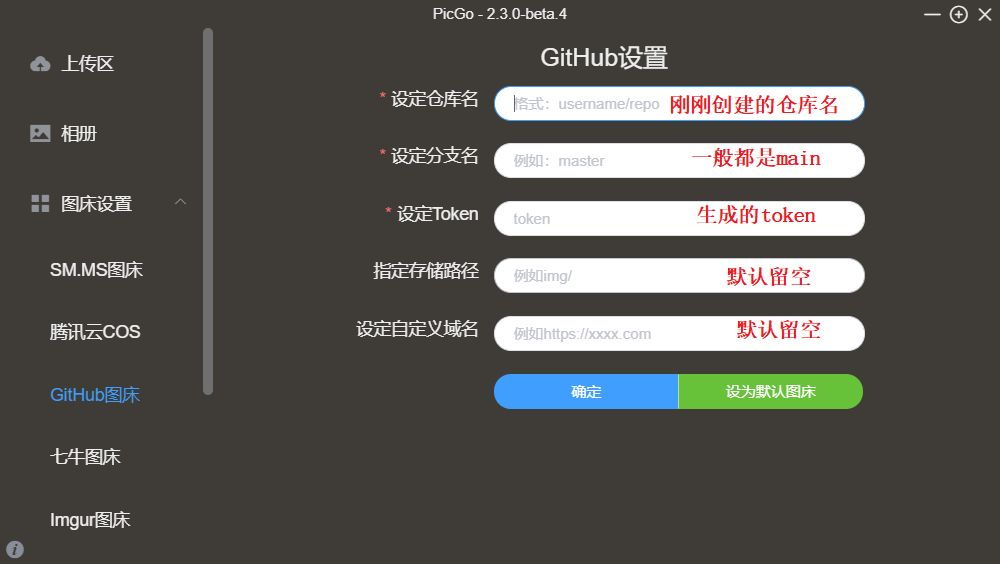 PicGo - 2.3.0-beta.4
上传区
相册
图床设置
SM.MS图床
腾讯云COS
GitHub图床
七牛图床
Imgur图床
GitHub设置
* 设定仓库名 格式：username/repo 刚刚创建的仓库名
* 设定分支名 例如：master 一般都是main
* 设定Token token 生成的token
指定存储路径 例如img/ 默认留空
设定自定义域名 例如https://xxxx.com 默认留空
确定 设为默认图床